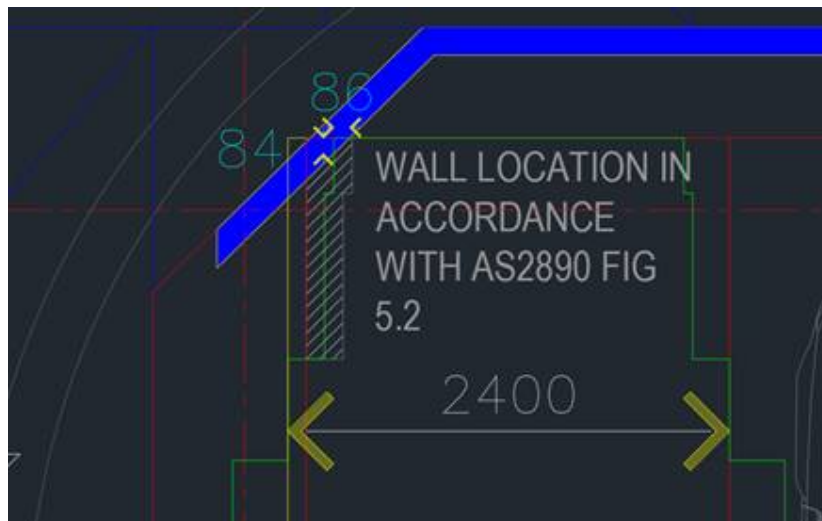 86
84
WALL LOCATION IN
ACCORDANCE
WITH AS2890 FIG
5.2
2400